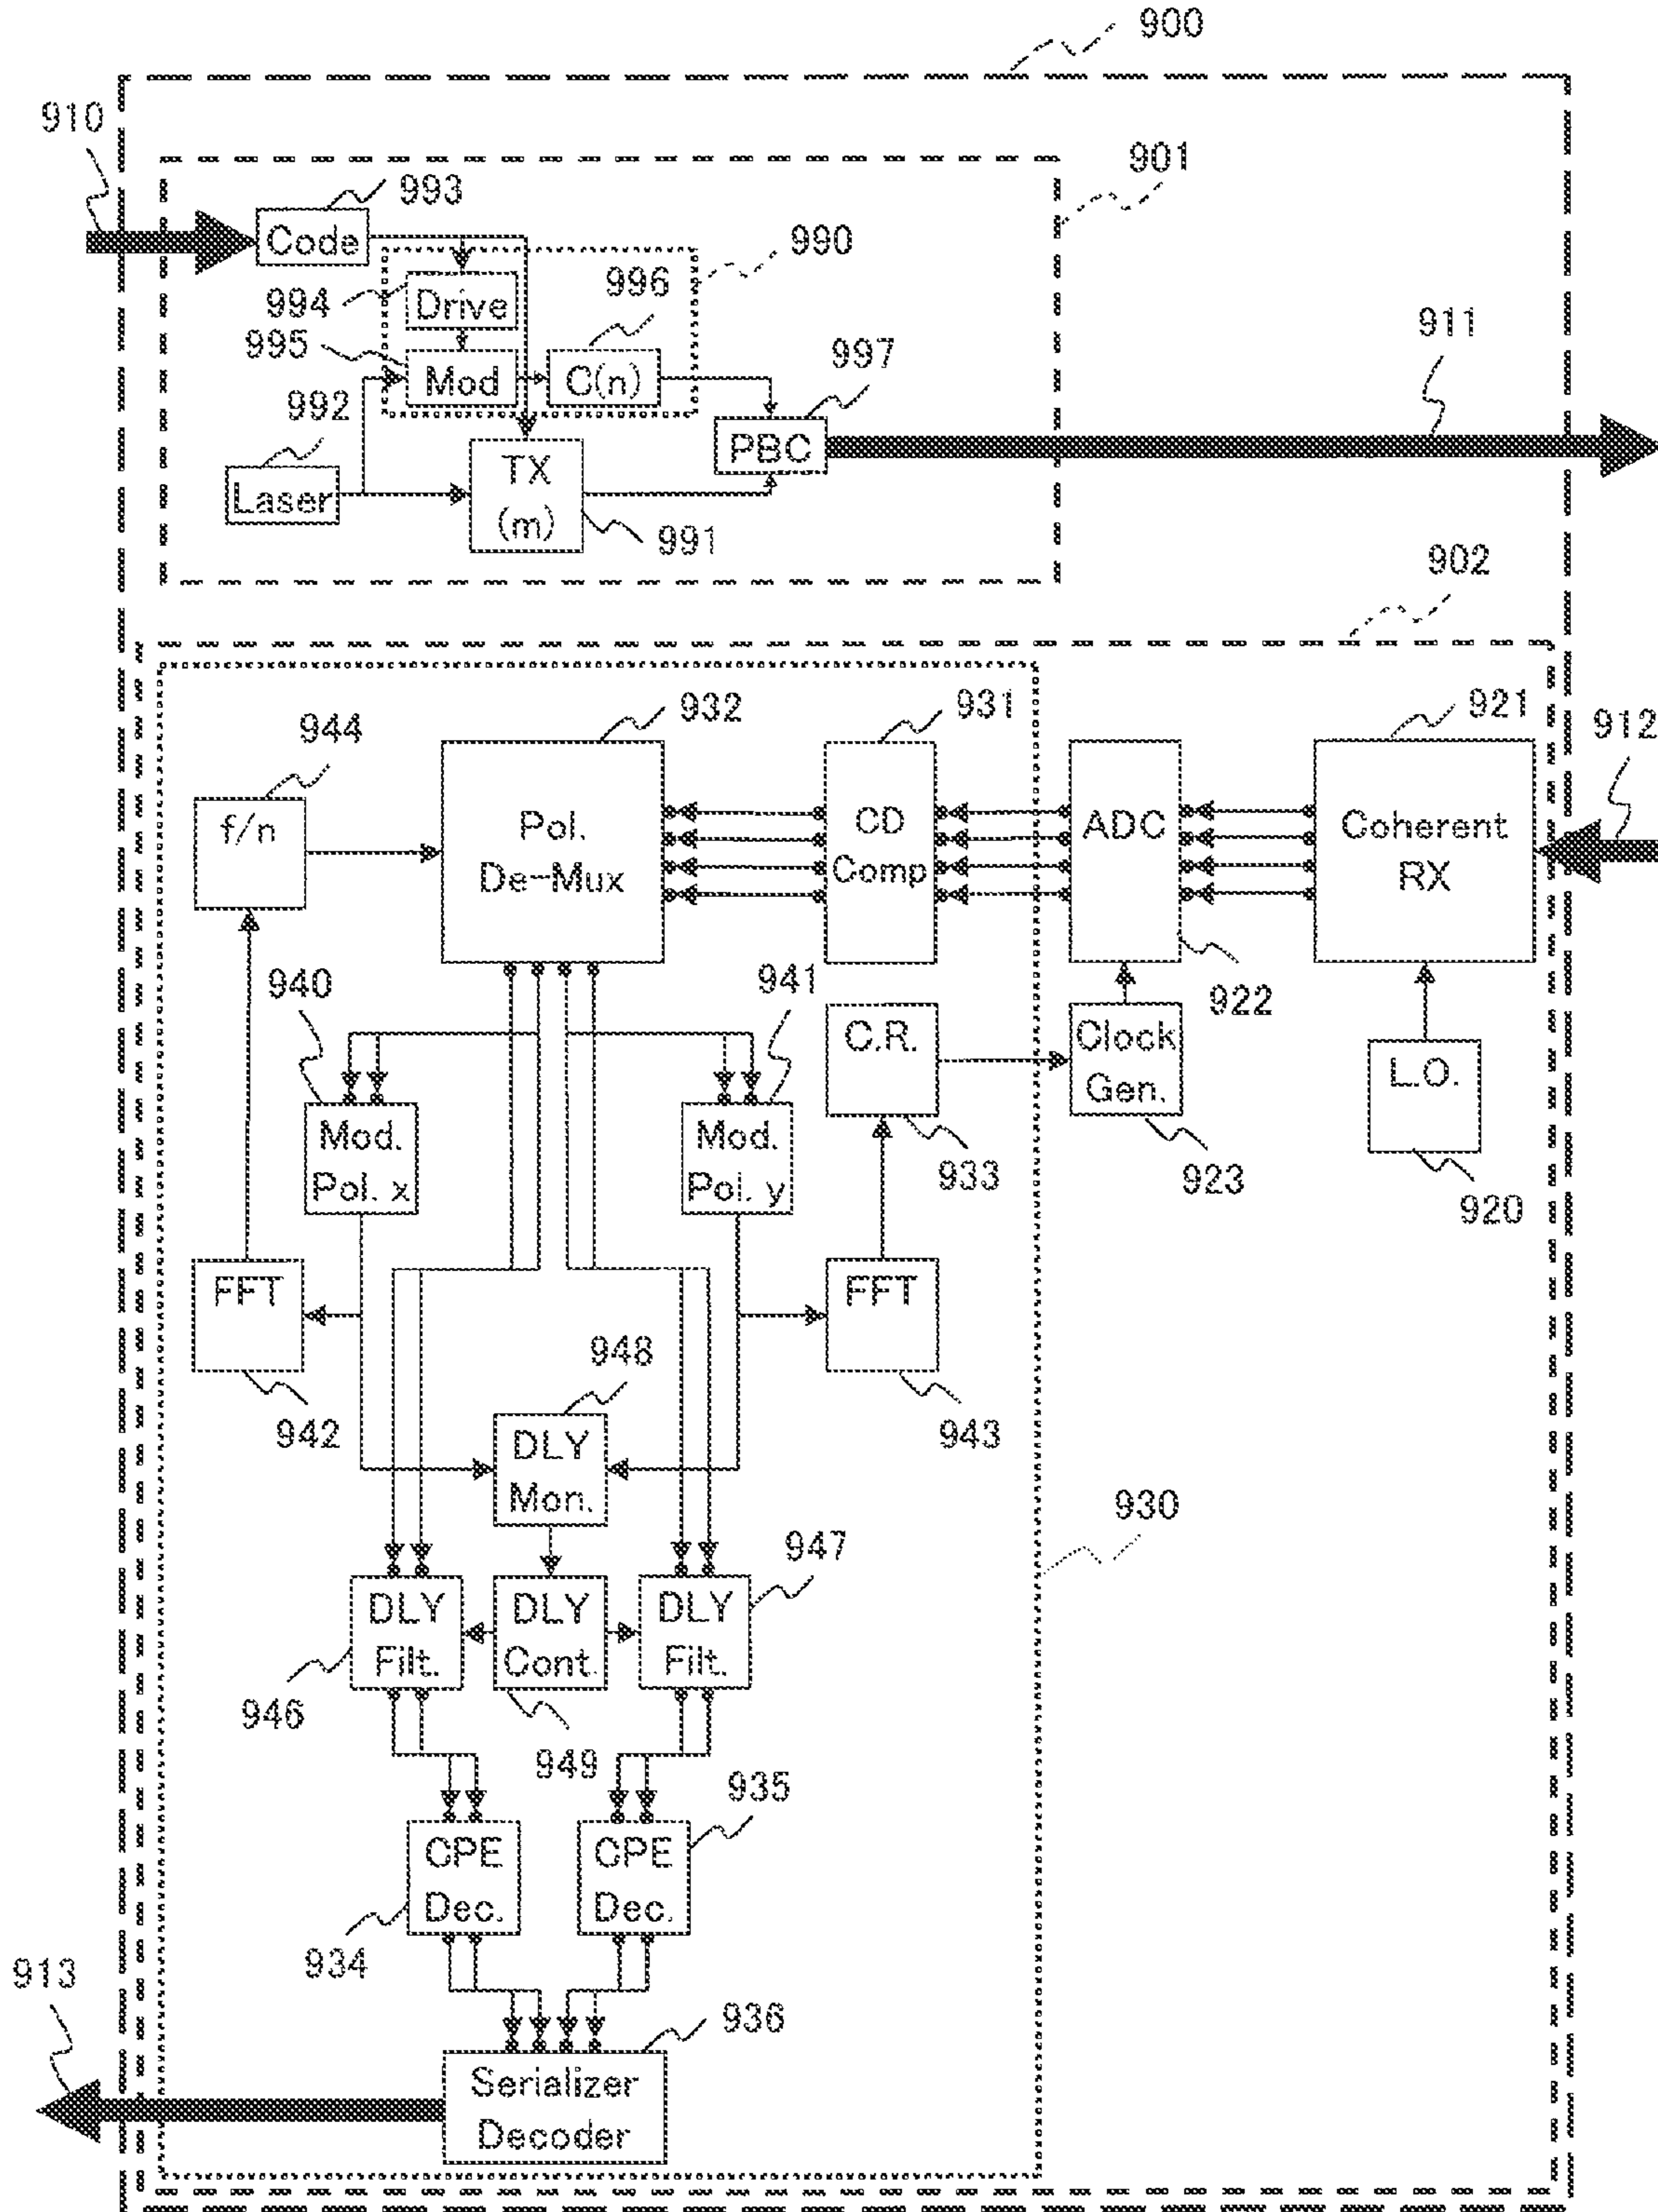 900
910
901
993
Code
990
994
Drive
996
995
Mod
C(n)
997
911
992
PBC
Laser
TX
(m)
991
902
932
931
921
944
912
f/n
Pol.
De-Mux
CD
Comp
ADC
Coherent
RX
940
941
922
C.R.
Clock
Gen.
L.O.
Mod.
Pol. x
Mod.
Pol. y
933
923
920
FFT
FFT
948
942
943
DLY
Mon.
930
947
DLY
Filt.
DLY
Cont.
DLY
Filt.
946
949
935
CPE
Dec.
CPE
Dec.
934
913
936
Serializer
Decoder